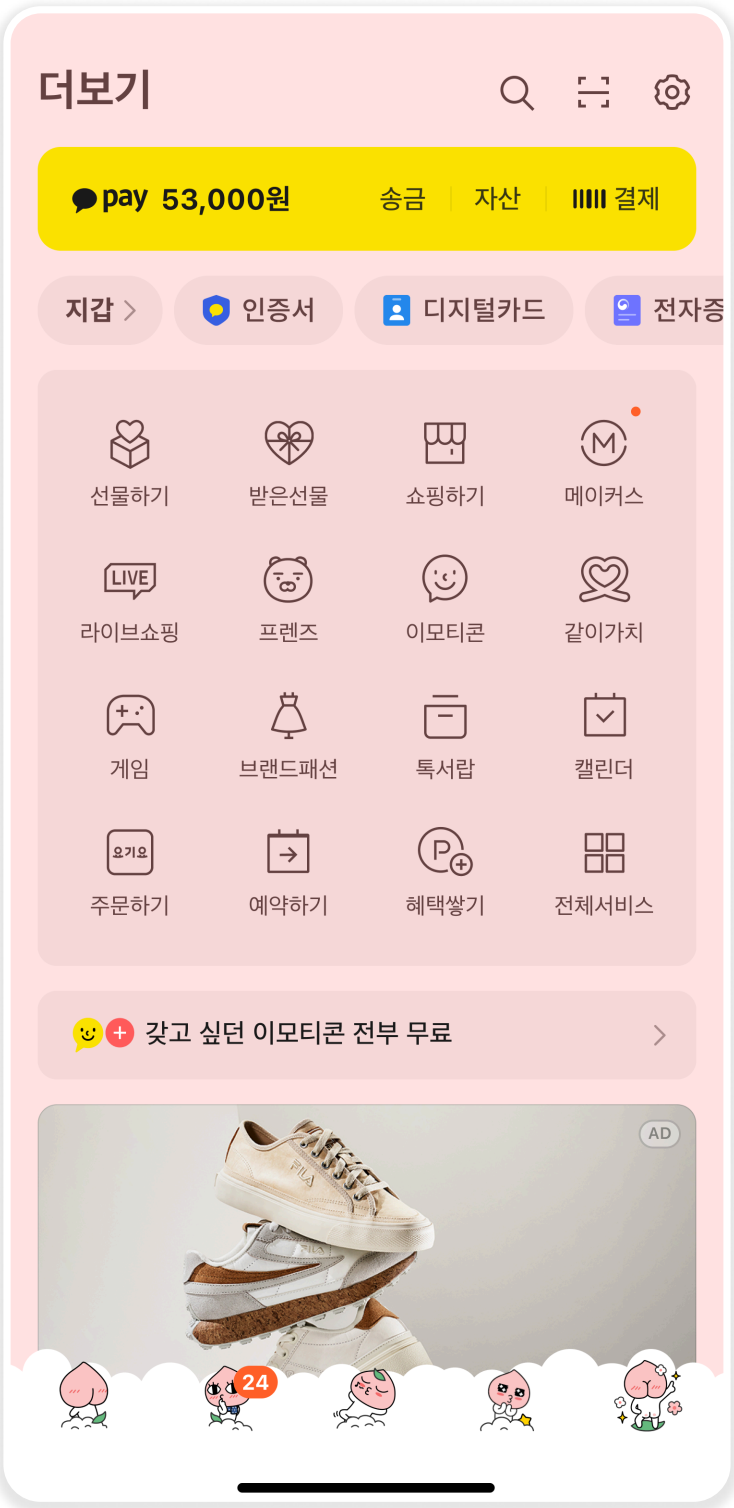 더보기
pay 53,000원 송금 자산 결제
지갑 인증서 디지털카드 전자증
선물하기 받은선물 쇼핑하기 M 메이커스
LIVE
라이브쇼핑 프렌즈 이모티콘 같이가치
게임 브랜드패션 톡서랍 캘린더
요기요 P
주문하기 예약하기 혜택쌓기 전체서비스
갖고 싶던 이모티콘 전부 무료
AD
FILA
FILA
24